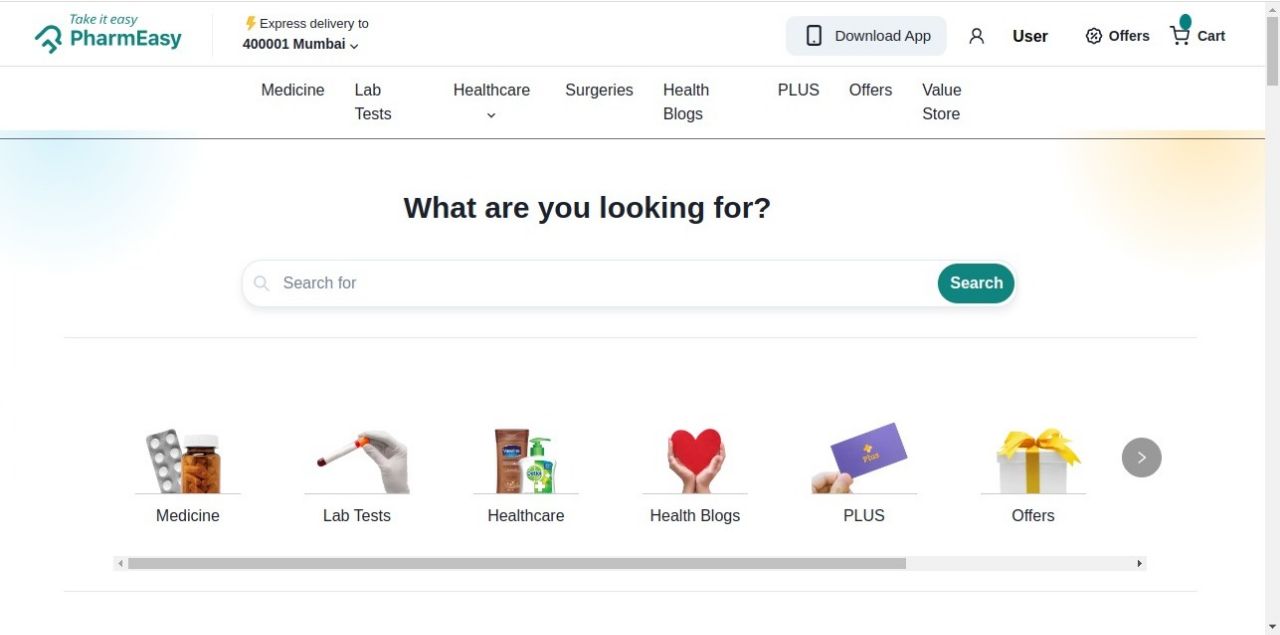 Take it easy
PharmEasy
Express delivery to
400001 Mumbai
Download App
User
Offers
Cart
Medicine
Lab
Tests
Healthcare
Surgeries
Health
Blogs
PLUS
Offers
Value
Store
What are you looking for?
Search for
Search
Vaseline
Dettol
Plus
Medicine
Lab Tests
Healthcare
Health Blogs
PLUS
Offers